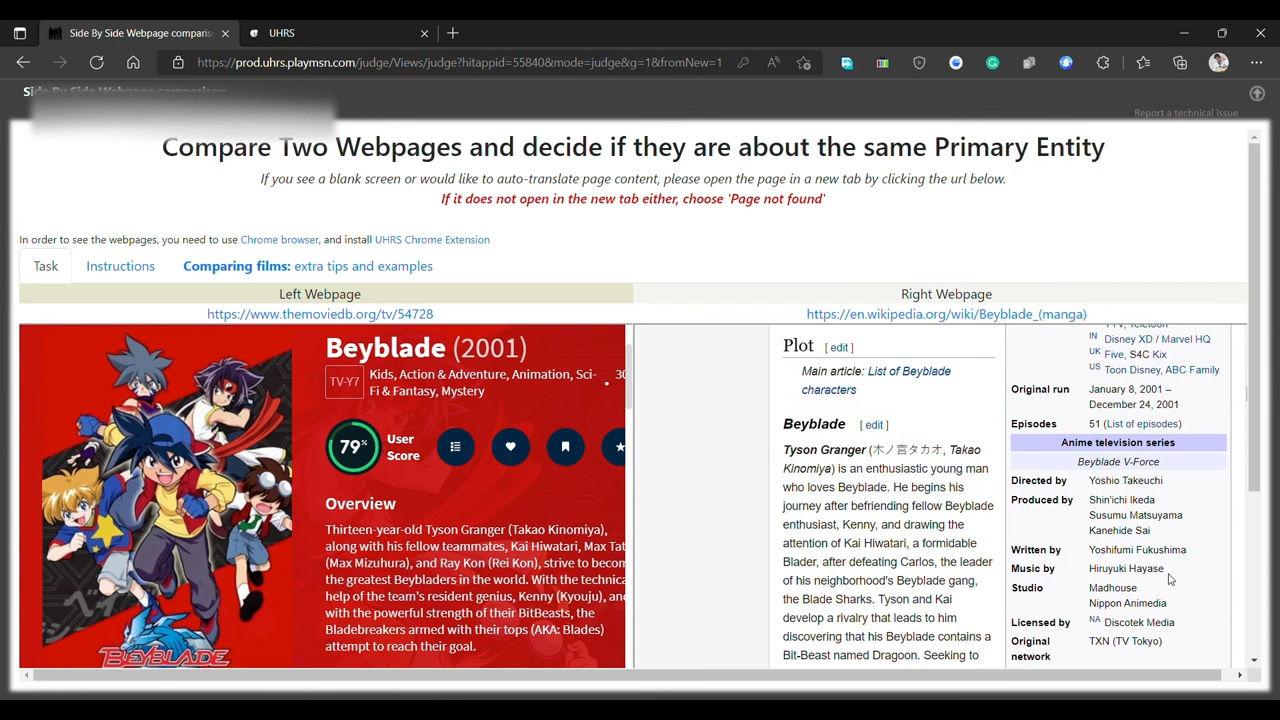 Side By Side Webpage comparis
UHRS
https://prod.uhrs.playmsn.com/judge/Views/judge?hitappid=55840&mode=judge&g=1&fromNew=1
Side By Side Webpage comparison
Report a technical issue
Compare Two Webpages and decide if they are about the same Primary Entity
If you see a blank screen or would like to auto-translate page content, please open the page in a new tab by clicking the url below.
If it does not open in the new tab either, choose 'Page not found'
In order to see the webpages, you need to use Chrome browser, and install UHRS Chrome Extension
Task
Instructions
Comparing films: extra tips and examples
Left Webpage
Right Webpage
https://www.themoviedb.org/tv/54728
https://en.wikipedia.org/wiki/Beyblade_(manga)
Beyblade (2001)
TV-Y7
Kids, Action & Adventure, Animation, Sci-
Fi & Fantasy, Mystery
• 30
79%
User
Score
Overview
Thirteen-year-old Tyson Granger (Takao Kinomiya),
along with his fellow teammates, Kai Hiwatari, Max Tat
(Max Mizuhura), and Ray Kon (Rei Kon), strive to becom
the greatest Beybladers in the world. With the technica
help of the team's resident genius, Kenny (Kyouju), and
with the powerful strength of their BitBeasts, the
Bladebreakers armed with their tops (AKA: Blades)
attempt to reach their goal.
BEYBLADE
Plot [ edit ]
Main article: List of Beyblade
characters
Beyblade [ edit ]
Tyson Granger (木ノ宮タカオ, Takao
Kinomiya) is an enthusiastic young man
who loves Beyblade. He begins his
journey after befriending fellow Beyblade
enthusiast, Kenny, and drawing the
attention of Kai Hiwatari, a formidable
Blader, after defeating Carlos, the leader
of his neighborhood's Beyblade gang,
the Blade Sharks. Tyson and Kai
develop a rivalry that leads to him
discovering that his Beyblade contains a
Bit-Beast named Dragoon. Seeking to
YTV, Teletoon
IN Disney XD / Marvel HQ
UK Five, S4C Kix
US Toon Disney, ABC Family
Original run January 8, 2001 –
December 24, 2001
Episodes 51 (List of episodes)
Anime television series
Beyblade V-Force
Directed by Yoshio Takeuchi
Produced by Shin'ichi Ikeda
Susumu Matsuyama
Kanehide Sai
Written by Yoshifumi Fukushima
Music by Hiruyuki Hayase
Studio Madhouse
Nippon Animedia
Licensed by NA Discotek Media
Original TXN (TV Tokyo)
network